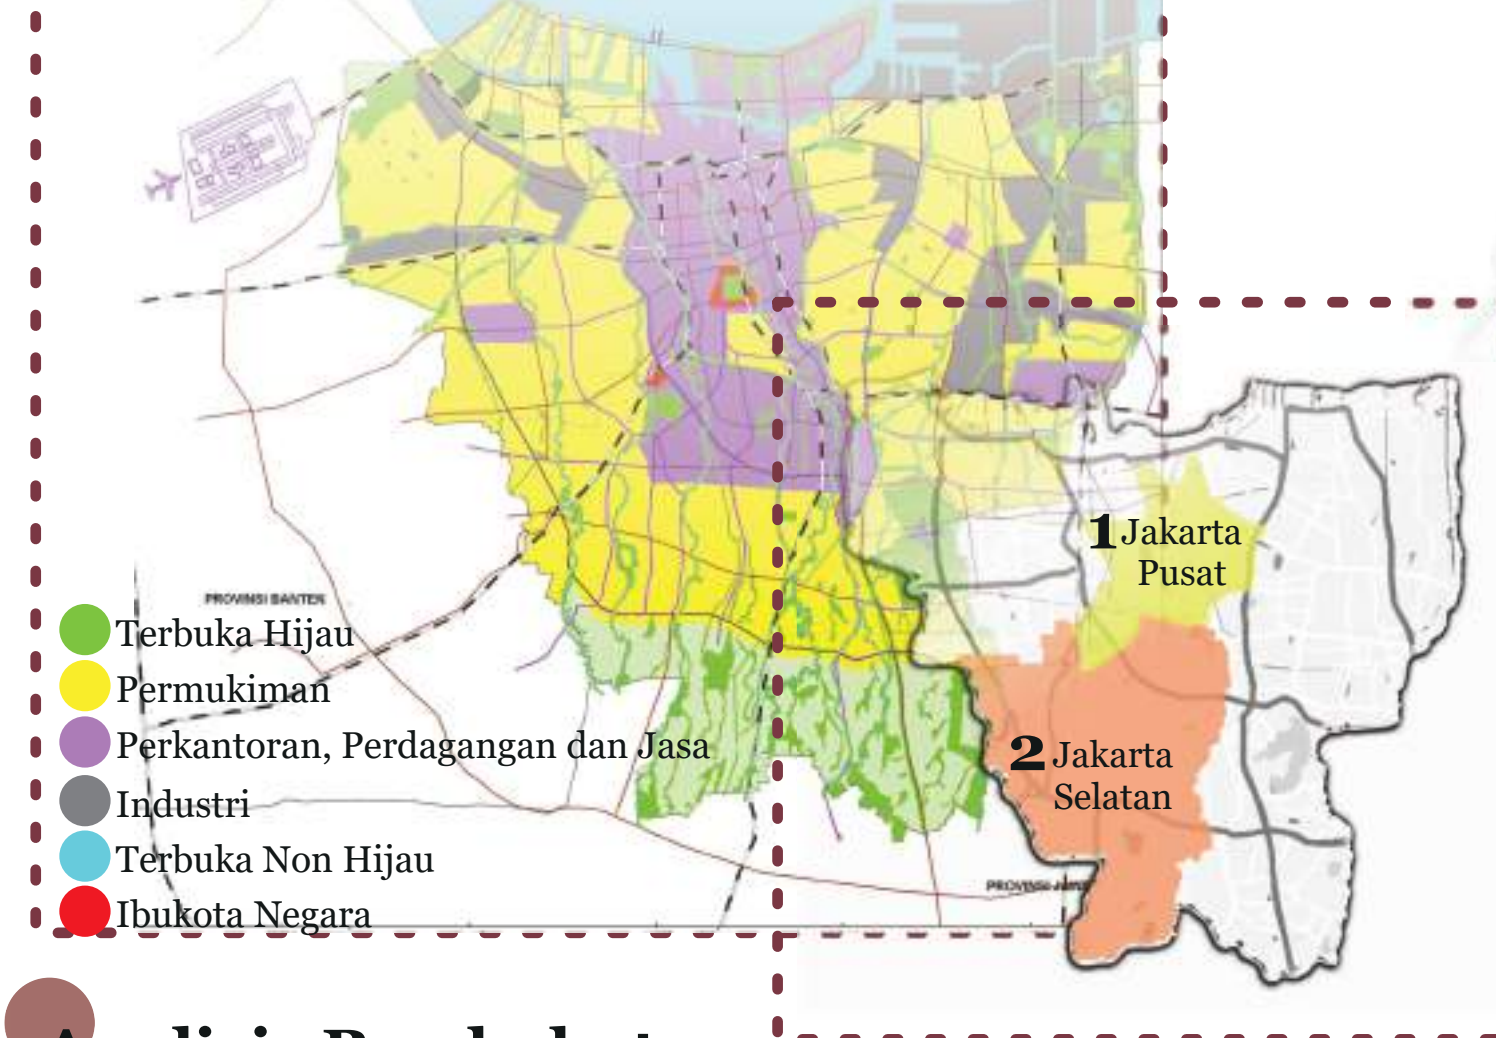 1 Jakarta
Pusat
PROVINSI BANTEN
Terbuka Hijau
Permukiman
Perkantoran, Perdagangan dan Jasa
2 Jakarta
Selatan
Industri
Terbuka Non Hijau
PROVINSI
Ibukota Negara